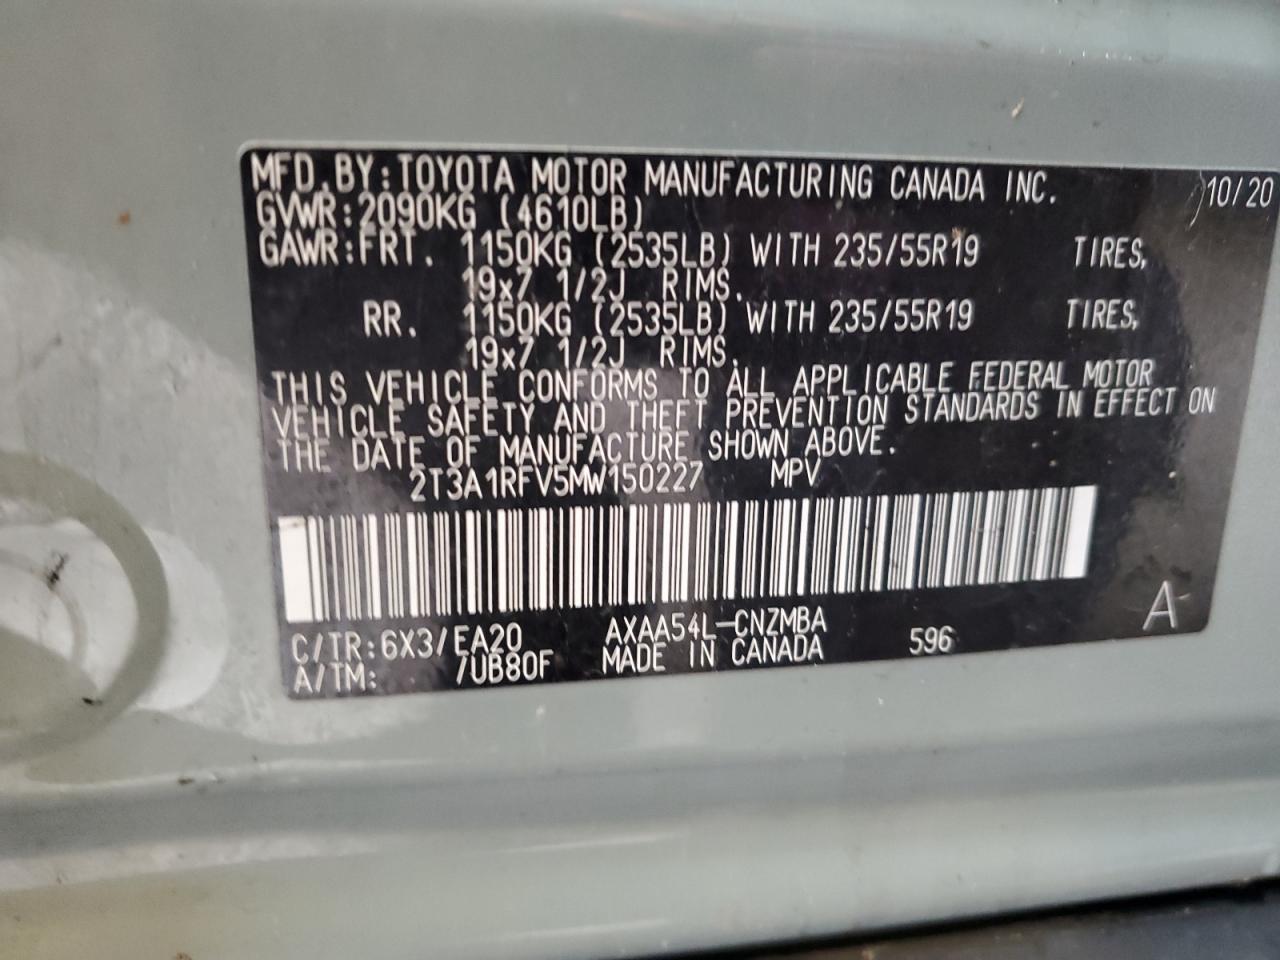 MFD.BY:TOYOTA MOTOR MANUFACTURING CANADA INC. 10/20
GVWR:2090KG (4610LB)
GAWR:FRT. 1150KG (2535LB) WITH 235/55R19 TIRES,
19x7 1/2J RIMS.
RR. 1150KG (2535LB) WITH 235/55R19 TIRES,
19x7 1/2J RIMS.
THIS VEHICLE CONFORMS TO ALL APPLICABLE FEDERAL MOTOR
VEHICLE SAFETY AND THEFT PREVENTION STANDARDS IN EFFECT ON
THE DATE OF MANUFACTURE SHOWN ABOVE.
2T3A1RFV5MW150227 MPV
A
C/TR:6X3/EA20 AXAA54L-CNZMBA 596
A/TM: /UB80F MADE IN CANADA